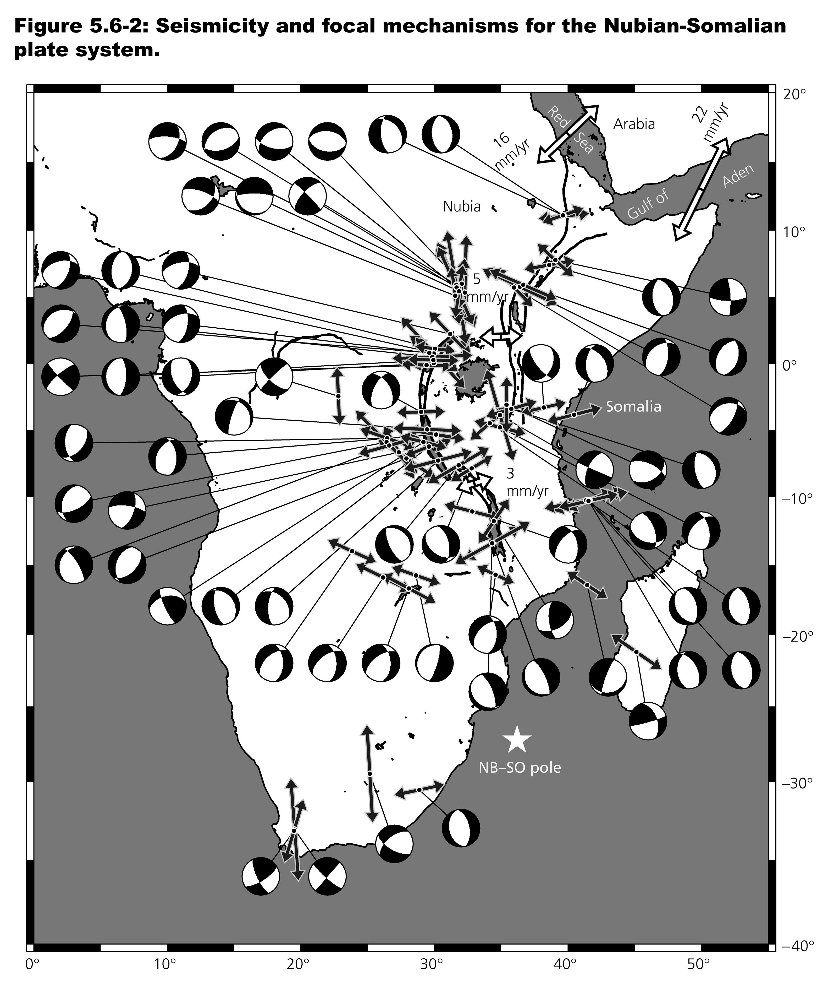 Figure 5.6-2: Seismicity and focal mechanisms for the Nubian-Somalian
plate system.
20°
Red
Sea
Arabia
22
mm/yr
16
mm/yr
Aden
Gulf of
Nubia
10°
5
mm/yr
0°
Somalia
3
mm/yr
–10°
–20°
NB–SO pole
–30°
–40°
0°
10°
20°
30°
40°
50°